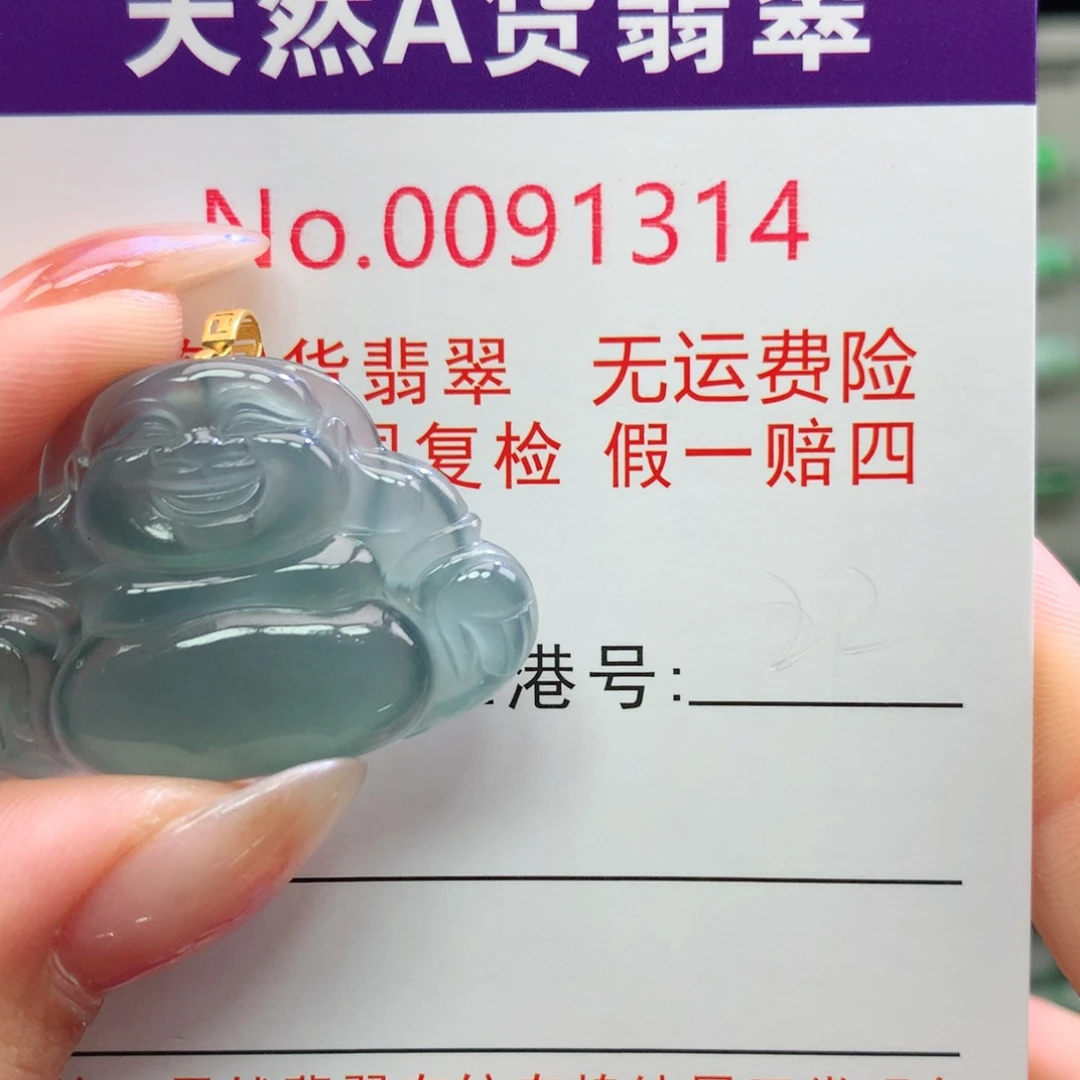 天然A货翡翠
No.0091314
货翡翠 无运费险
复检 假一赔四
港号: